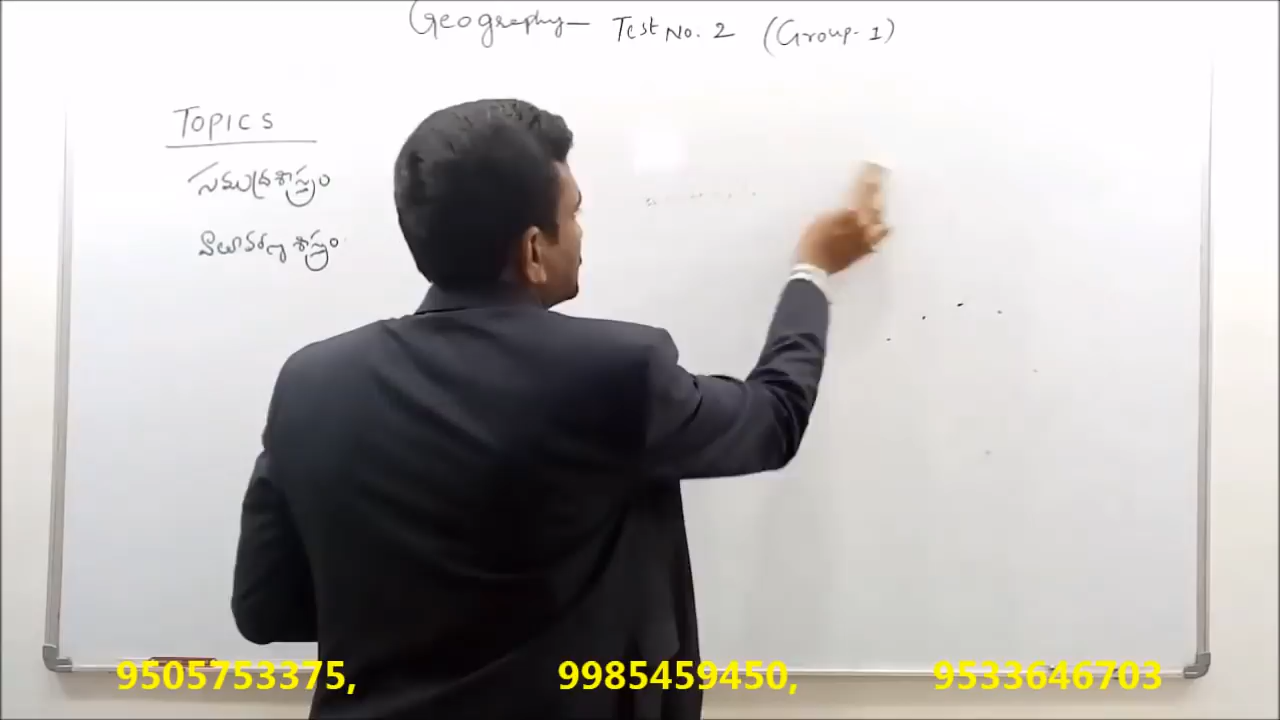 Geography - Test No. 2 (Group-1)
TOPICS
సముద్రశాస్త్రం
వాతావరణ శాస్త్రం
9505753375, 9985459450, 9533646703